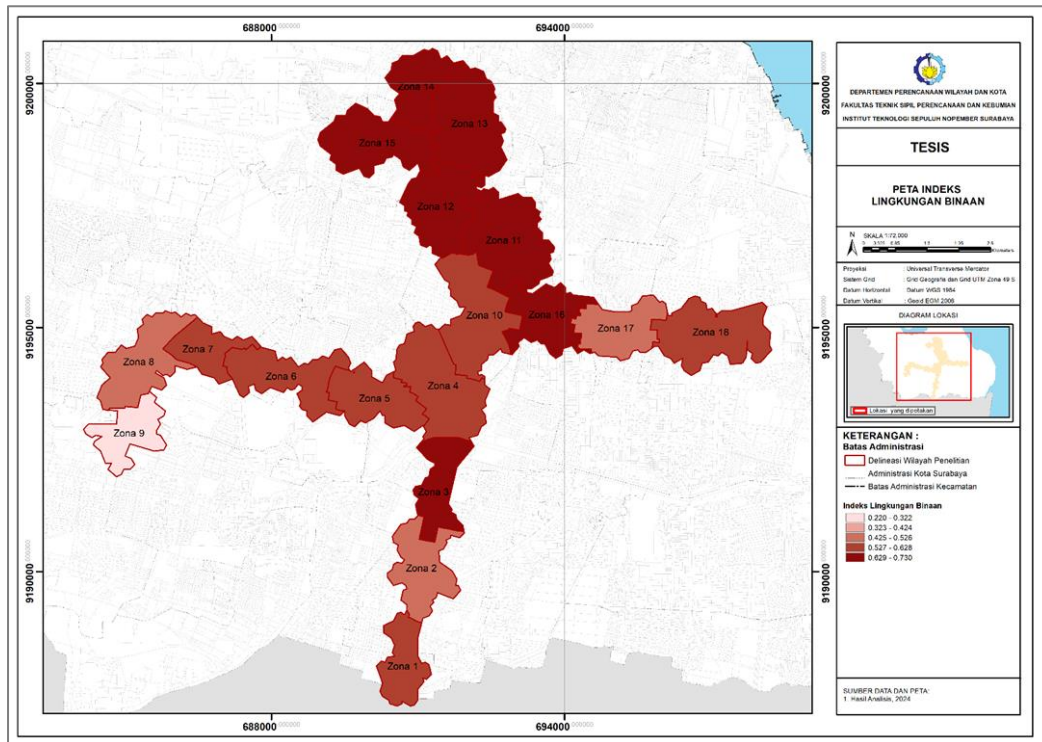 688000
694000
9200000
9200000
Zona 14
Zona 13
Zona 15
Zona 12
Zona 11
Zona 10
Zona 16
Zona 17
Zona 18
9195000
9195000
Zona 8
Zona 7
Zona 6
Zona 5
Zona 4
Zona 9
Zona 3
Zona 2
9190000
9190000
Zona 1
688000
694000
DEPARTEMEN PERENCANAAN WILAYAH DAN KOTA
FAKULTAS TEKNIK SIPIL PERENCANAAN DAN KEBUMIAN
INSTITUT TEKNOLOGI SEPULUH NOPEMBER SURABAYA
TESIS
PETA INDEKS
LINGKUNGAN BINAAN
N
SKALA 1:72,000
Kilometers
Proyeksi : Universal Transverse Mercator
Sistem Grid : Grid Geografis dan Grid UTM Zona 49 S
Datum Horizontal : Datum WGS 1984
Datum Vertikal : Geoid EGM 2008
DIAGRAM LOKASI
Lokasi yang dipetakan
KETERANGAN :
Batas Administrasi
Delineasi Wilayah Penelitian
Administrasi Kota Surabaya
Batas Administrasi Kecamatan
Indeks Lingkungan Binaan
0.220 - 0.322
0.323 - 0.424
0.425 - 0.526
0.527 - 0.628
0.629 - 0.730
SUMBER DATA DAN PETA:
1. Hasil Analisis, 2024